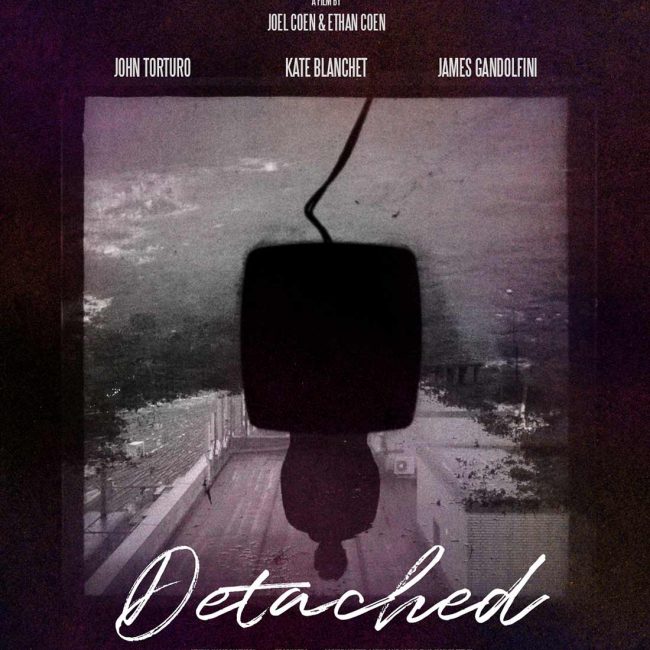 A FILM BY
JOEL COEN & ETHAN COEN
JOHN TORTURO
KATE BLANCHET
JAMES GANDOLFINI
Detached